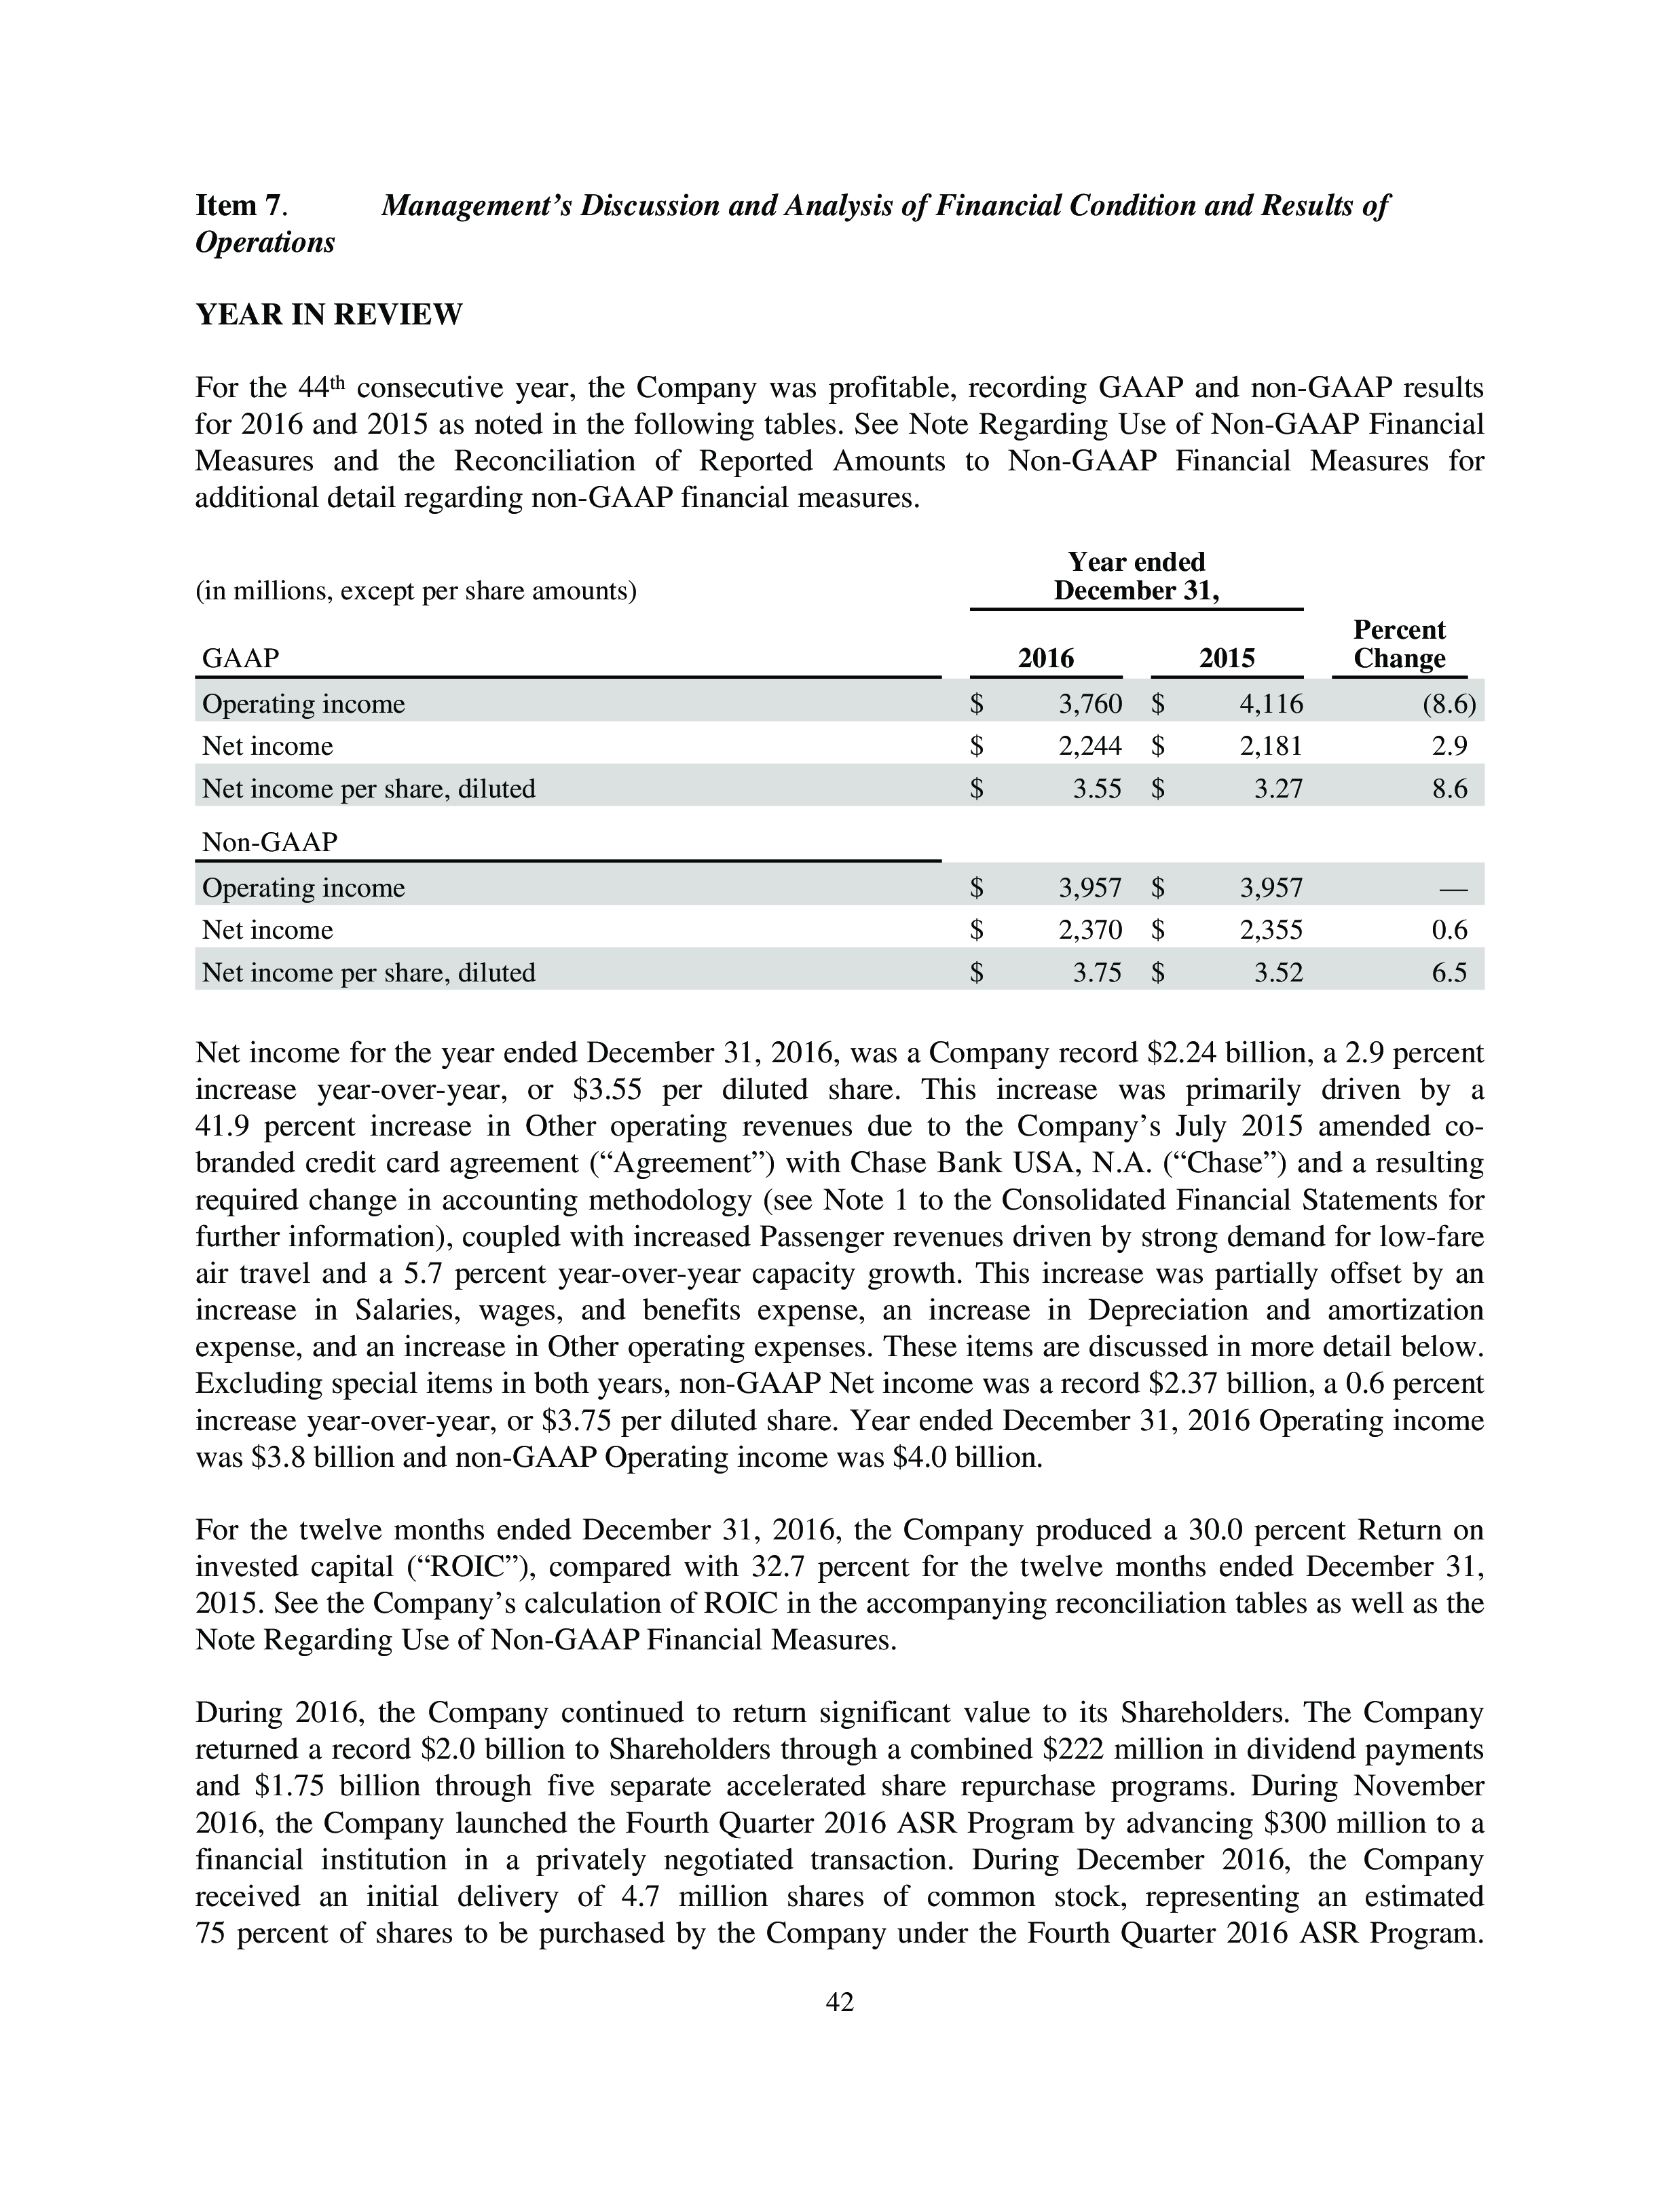 Item 7. Management’s Discussion and Analysis of Financial Condition and Results of
Operations
YEAR IN REVIEW
For the 44th consecutive year, the Company was profitable, recording GAAP and non-GAAP results
for 2016 and 2015 as noted in the following tables. See Note Regarding Use of Non-GAAP Financial
Measures and the Reconciliation of Reported Amounts to Non-GAAP Financial Measures for
additional detail regarding non-GAAP financial measures.
Year ended
(in millions, except per share amounts) December 31,
Percent
GAAP 2016 2015 Change
Operating income $ 3,760 $ 4,116 (8.6)
Net income $ 2,244 $ 2,181 2.9
Net income per share, diluted $ 3.55 $ 3.27 8.6
Non-GAAP
Operating income $ 3,957 $ 3,957 —
Net income $ 2,370 $ 2,355 0.6
Net income per share, diluted $ 3.75 $ 3.52 6.5
Net income for the year ended December 31, 2016, was a Company record $2.24 billion, a 2.9 percent
increase year-over-year, or $3.55 per diluted share. This increase was primarily driven by a
41.9 percent increase in Other operating revenues due to the Company’s July 2015 amended co-
branded credit card agreement (“Agreement”) with Chase Bank USA, N.A. (“Chase”) and a resulting
required change in accounting methodology (see Note 1 to the Consolidated Financial Statements for
further information), coupled with increased Passenger revenues driven by strong demand for low-fare
air travel and a 5.7 percent year-over-year capacity growth. This increase was partially offset by an
increase in Salaries, wages, and benefits expense, an increase in Depreciation and amortization
expense, and an increase in Other operating expenses. These items are discussed in more detail below.
Excluding special items in both years, non-GAAP Net income was a record $2.37 billion, a 0.6 percent
increase year-over-year, or $3.75 per diluted share. Year ended December 31, 2016 Operating income
was $3.8 billion and non-GAAP Operating income was $4.0 billion.
For the twelve months ended December 31, 2016, the Company produced a 30.0 percent Return on
invested capital (“ROIC”), compared with 32.7 percent for the twelve months ended December 31,
2015. See the Company’s calculation of ROIC in the accompanying reconciliation tables as well as the
Note Regarding Use of Non-GAAP Financial Measures.
During 2016, the Company continued to return significant value to its Shareholders. The Company
returned a record $2.0 billion to Shareholders through a combined $222 million in dividend payments
and $1.75 billion through five separate accelerated share repurchase programs. During November
2016, the Company launched the Fourth Quarter 2016 ASR Program by advancing $300 million to a
financial institution in a privately negotiated transaction. During December 2016, the Company
received an initial delivery of 4.7 million shares of common stock, representing an estimated
75 percent of shares to be purchased by the Company under the Fourth Quarter 2016 ASR Program.
42